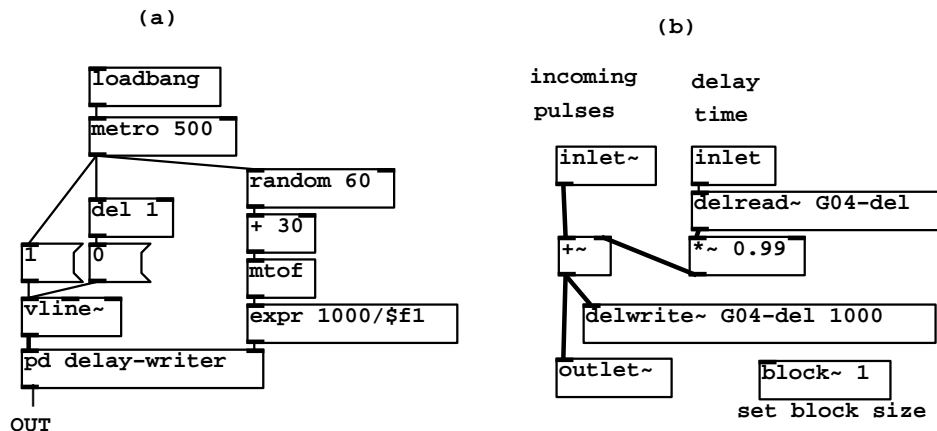 (a)
loadbang
metro 500
random 60
del 1
+ 30
1
0
mtof
vline~
expr 1000/$f1
pd delay-writer
OUT
(b)
incoming
pulses
delay
time
inlet~
inlet
delread~ G04-del
+~
*~ 0.99
delwrite~ G04-del 1000
outlet~
block~ 1
set block size